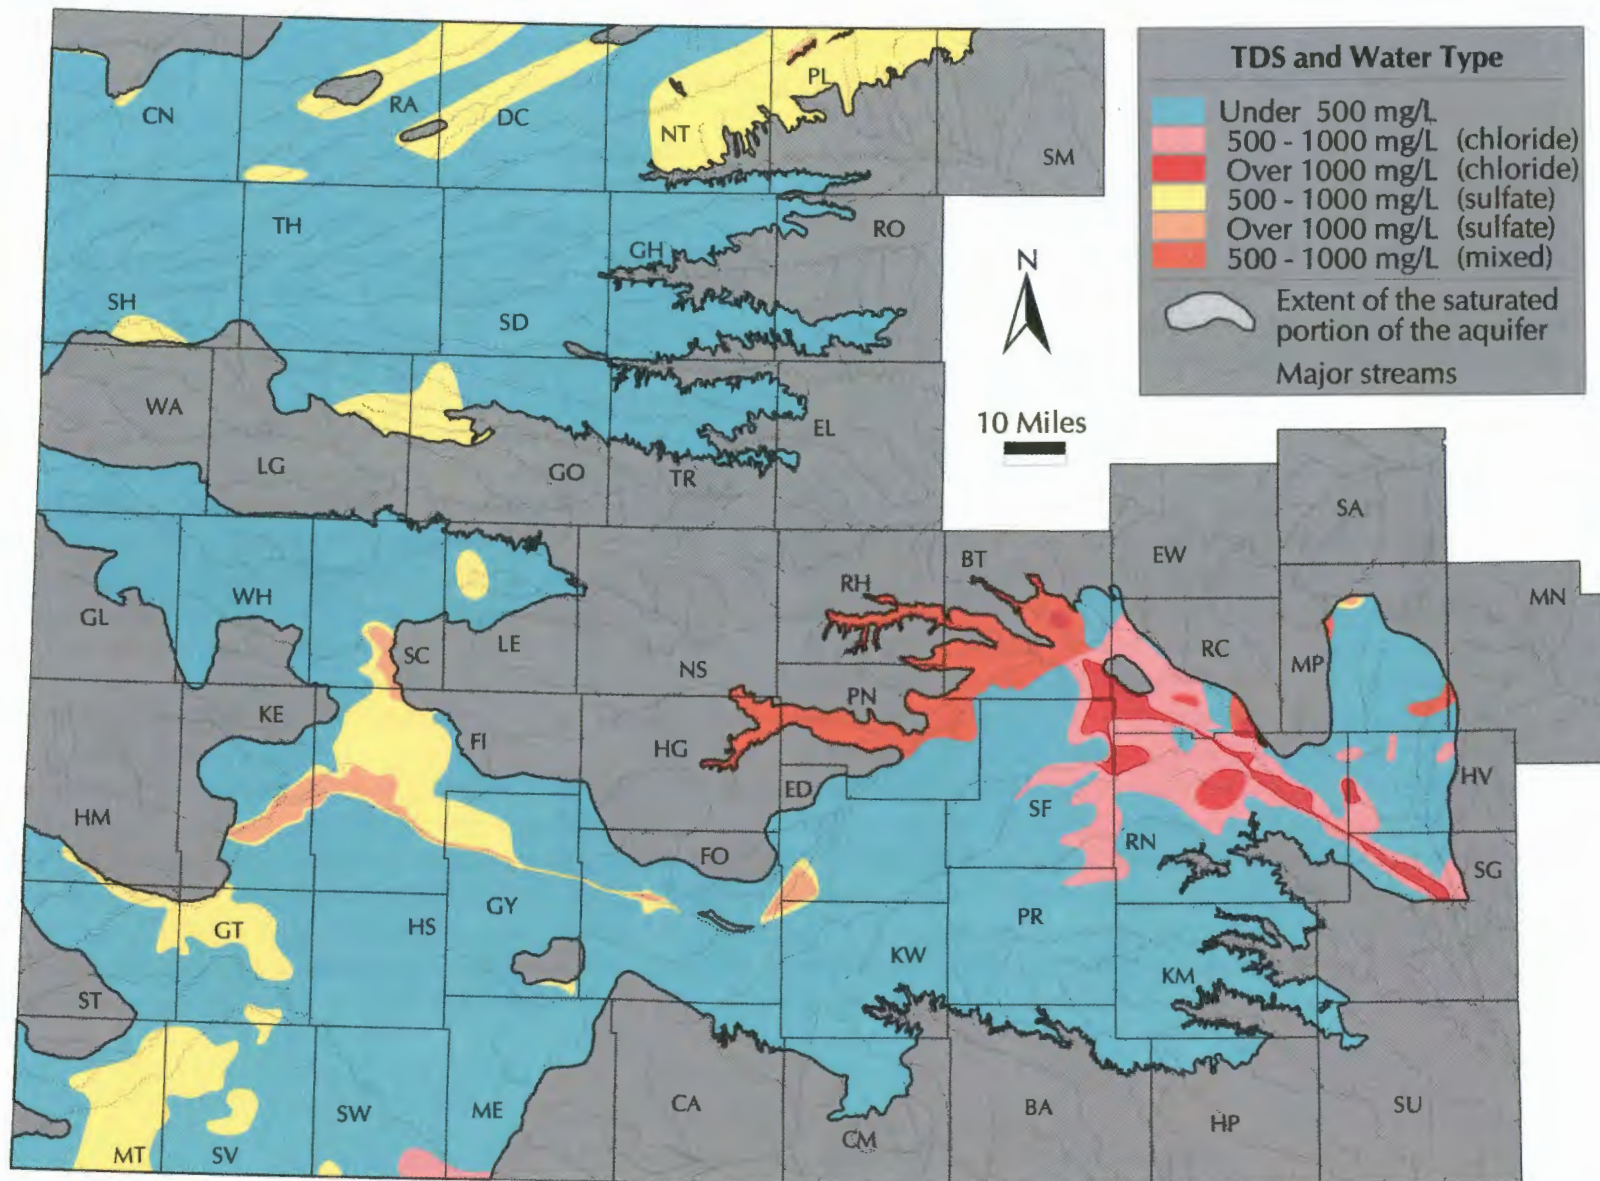 TDS and Water Type
Under 500 mg/L
500 - 1000 mg/L (chloride)
Over 1000 mg/L (chloride)
500 - 1000 mg/L (sulfate)
Over 1000 mg/L (sulfate)
500 - 1000 mg/L (mixed)
Extent of the saturated
portion of the aquifer
Major streams
N
10 Miles
CN
RA
DC
NT
PL
SM
TH
GH
RO
SH
SD
WA
LG
GO
TR
EL
SA
BT
EW
RH
MN
GL
WH
SC
LE
NS
RC
MP
PN
KE
FI
HG
ED
HV
HM
SF
RN
FO
SG
GT
HS
GY
PR
KW
KM
ST
SW
ME
CA
BA
SU
HP
CM
MT
SV